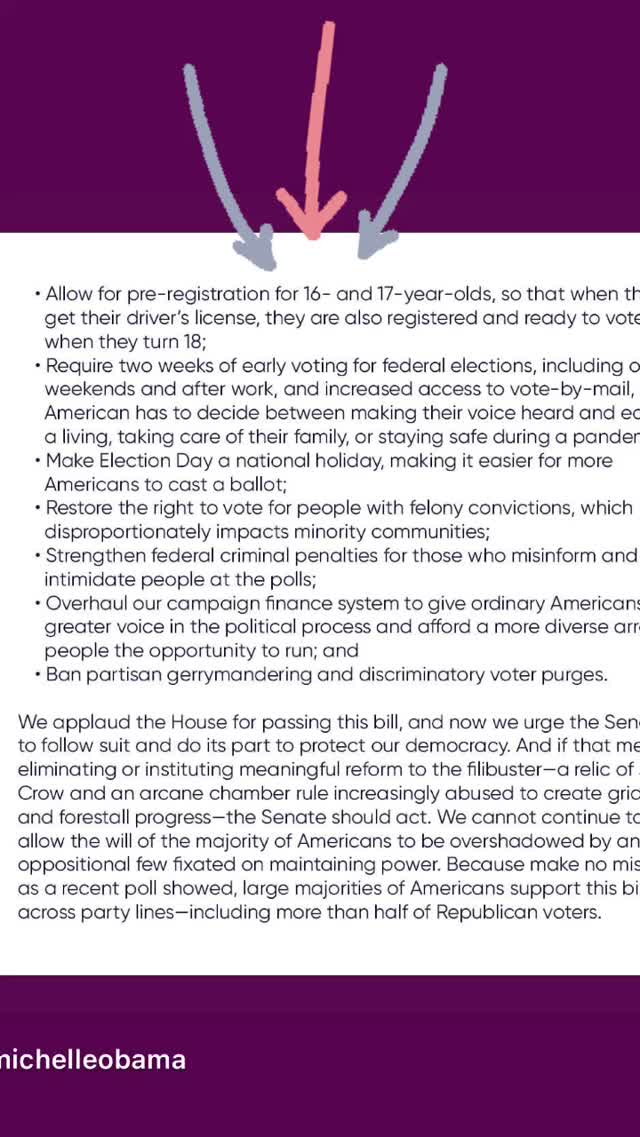 • Allow for pre-registration for 16- and 17-year-olds, so that when th
get their driver's license, they are also registered and ready to vote
when they turn 18;
• Require two weeks of early voting for federal elections, including o
weekends and after work, and increased access to vote-by-mail,
American has to decide between making their voice heard and ea
a living, taking care of their family, or staying safe during a pandem
• Make Election Day a national holiday, making it easier for more
Americans to cast a ballot;
• Restore the right to vote for people with felony convictions, which
disproportionately impacts minority communities;
• Strengthen federal criminal penalties for those who misinform and
intimidate people at the polls;
• Overhaul our campaign finance system to give ordinary Americans
greater voice in the political process and afford a more diverse arr
people the opportunity to run; and
• Ban partisan gerrymandering and discriminatory voter purges.
We applaud the House for passing this bill, and now we urge the Sen
to follow suit and do its part to protect our democracy. And if that me
eliminating or instituting meaningful reform to the filibuster—a relic of
Crow and an arcane chamber rule increasingly abused to create grid
and forestall progress—the Senate should act. We cannot continue to
allow the will of the majority of Americans to be overshadowed by an
oppositional few fixated on maintaining power. Because make no mis
as a recent poll showed, large majorities of Americans support this bi
across party lines—including more than half of Republican voters.
michelleobama